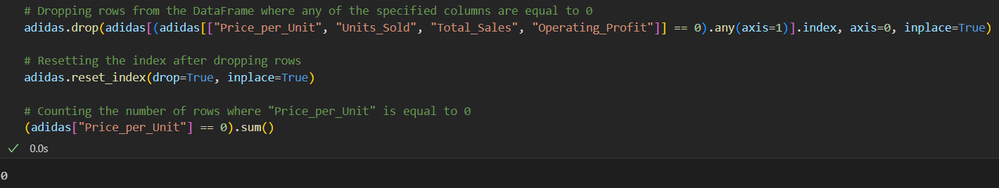 # Dropping rows from the DataFrame where any of the specified columns are equal to 0
adidas.drop(adidas[(adidas[["Price_per_Unit", "Units_Sold", "Total_Sales", "Operating_Profit"]] == 0).any(axis=1)].index, axis=0, inplace=True)
# Resetting the index after dropping rows
adidas.reset_index(drop=True, inplace=True)
# Counting the number of rows where "Price_per_Unit" is equal to 0
(adidas["Price_per_Unit"] == 0).sum()
✓ 0.0s
0